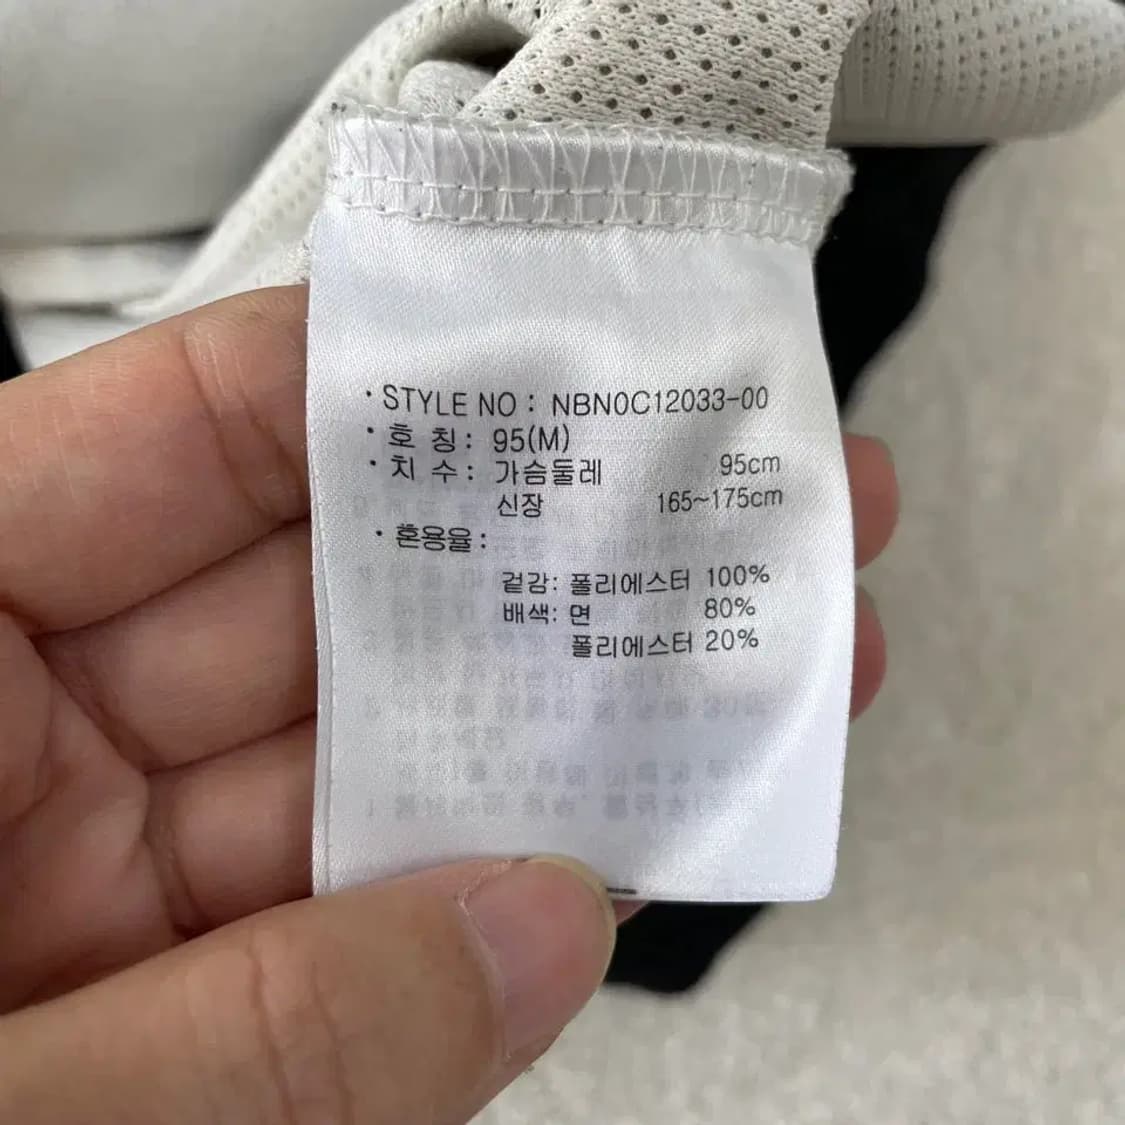 · STYLE NO : NBN0C12033-00
· 호 칭 : 95(M)
· 치 수 : 가슴둘레 95cm
신장 165~175cm
· 혼용율 :
겉감: 폴리에스터 100%
배색: 면 80%
폴리에스터 20%